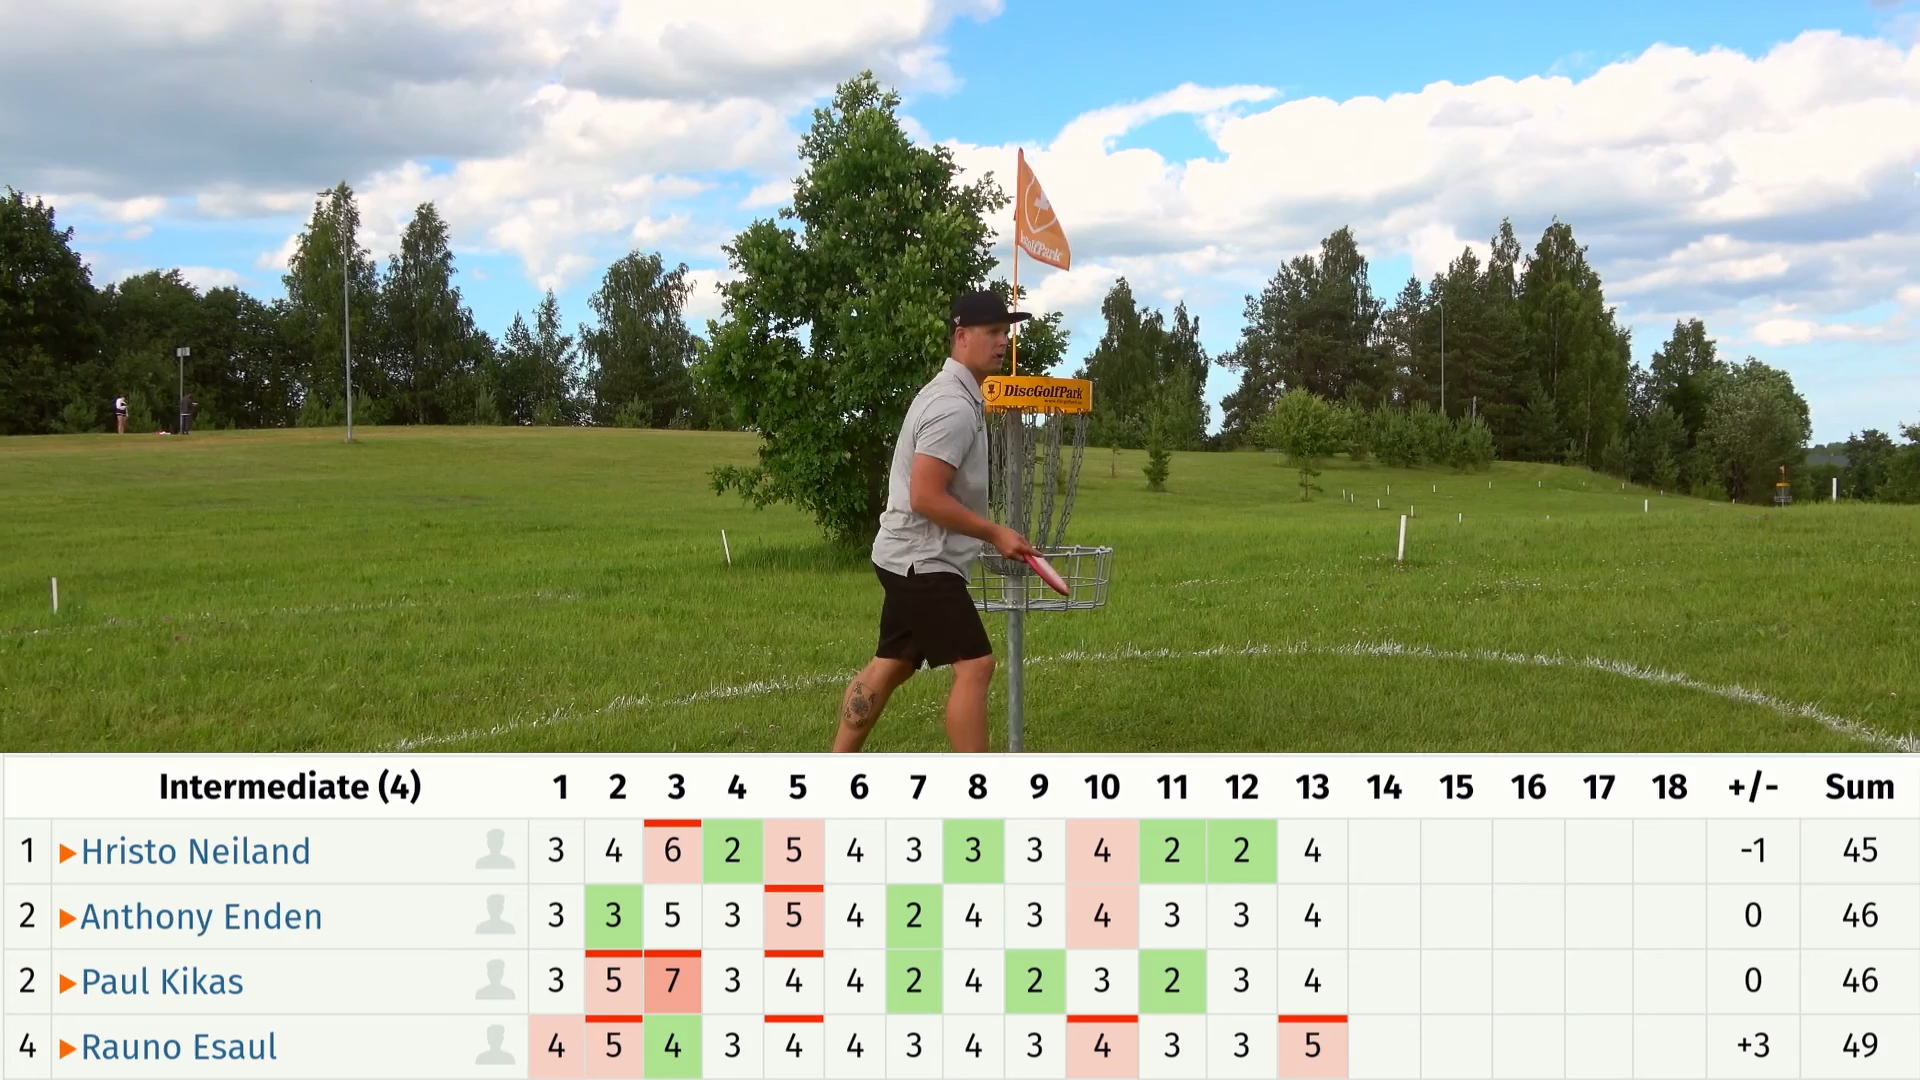 DiscGolfPark
Intermediate (4) 1 2 3 4 5 6 7 8 9 10 11 12 13 14 15 16 17 18 +/- Sum
1 Hristo Neiland 3 4 6 2 5 4 3 3 3 4 2 2 4 -1 45
2 Anthony Enden 3 3 5 3 5 4 2 4 3 4 3 3 4 0 46
2 Paul Kikas 3 5 7 3 4 4 2 4 2 3 2 3 4 0 46
4 Rauno Esaul 4 5 4 3 4 4 3 4 3 4 3 3 5 +3 49